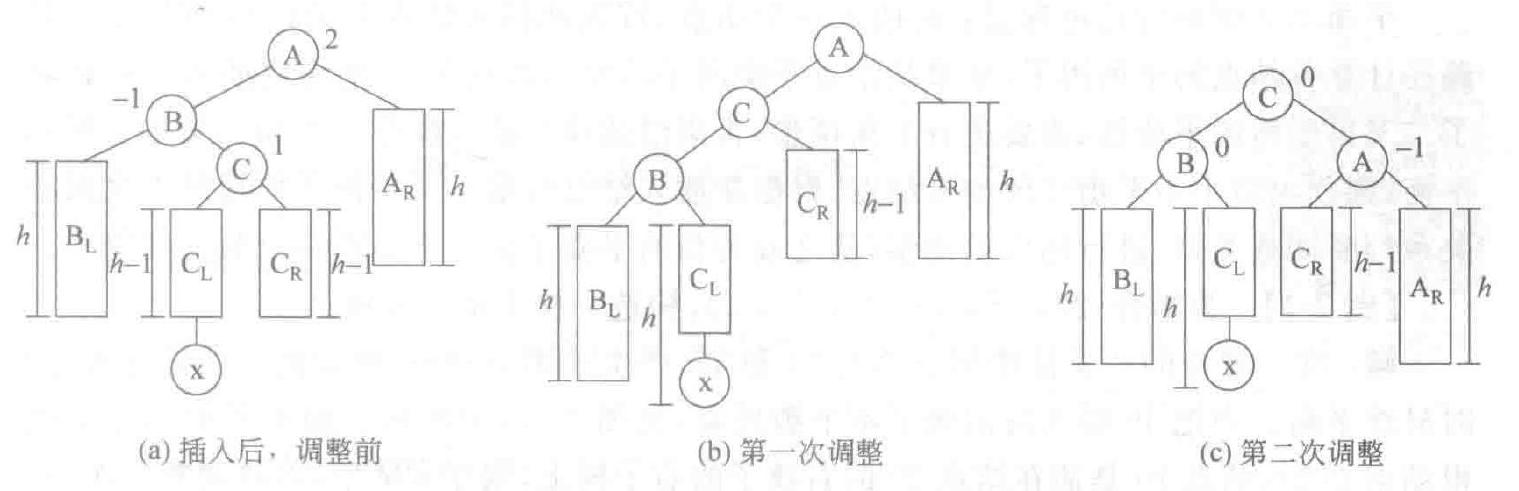 A 2
-1 B
C 1
h B_L h-1 C_L C_R h-1 A_R h
x
(a) 插入后，调整前
A
C
B
C_R h-1 A_R h
h B_L h C_L
x
(b) 第一次调整
C 0
B 0 A -1
h B_L h C_L C_R h-1 A_R h
x
(c) 第二次调整